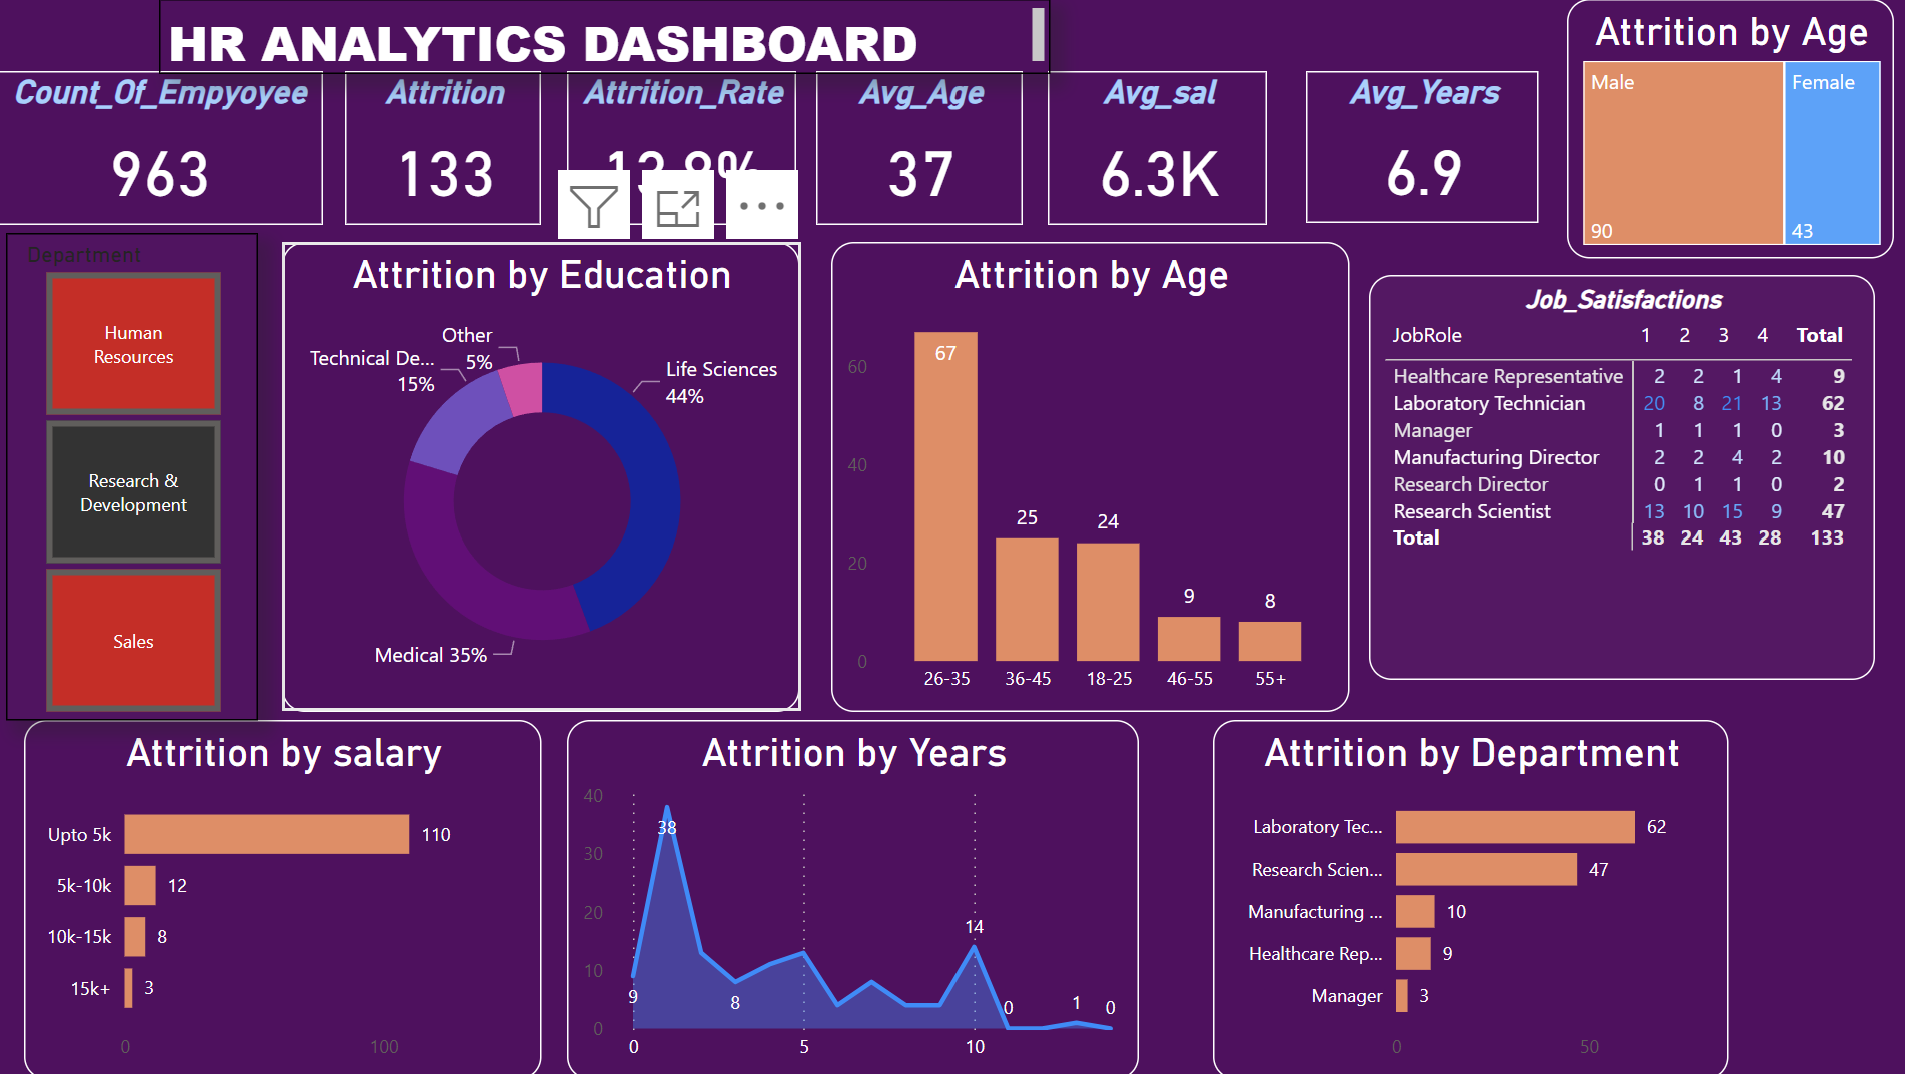 HR ANALYTICS DASHBOARD
Count_Of_Empyoyee
963
Attrition
133
Attrition_Rate
Avg_Age
37
Avg_sal
6.3K
Avg_Years
6.9
Attrition by Age
Male
Female
90
43
Department
Human
Resources
Research &
Development
Sales
Attrition by Education
Other
5%
Technical De...
15%
Life Sciences
44%
Medical 35%
Attrition by Age
60
40
20
0
67
25
24
9
8
26-35 36-45 18-25 46-55 55+
Job_Satisfactions
JobRole 1 2 3 4 Total
Healthcare Representative 2 2 1 4 9
Laboratory Technician 20 8 21 13 62
Manager 1 1 1 0 3
Manufacturing Director 2 2 4 2 10
Research Director 0 1 1 0 2
Research Scientist 13 10 15 9 47
Total 38 24 43 28 133
Attrition by salary
Upto 5k 110
5k-10k 12
10k-15k 8
15k+ 3
0 100
Attrition by Years
40
30
20
10
0
38
9
8
14
0
1
0
0 5 10
Attrition by Department
Laboratory Tec... 62
Research Scien... 47
Manufacturing ... 10
Healthcare Rep... 9
Manager 3
0 50